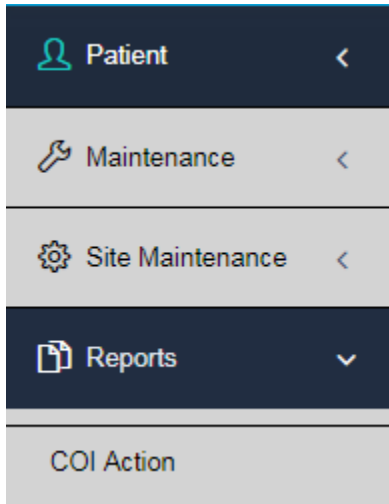 Patient
Maintenance
Site Maintenance
Reports
COI Action